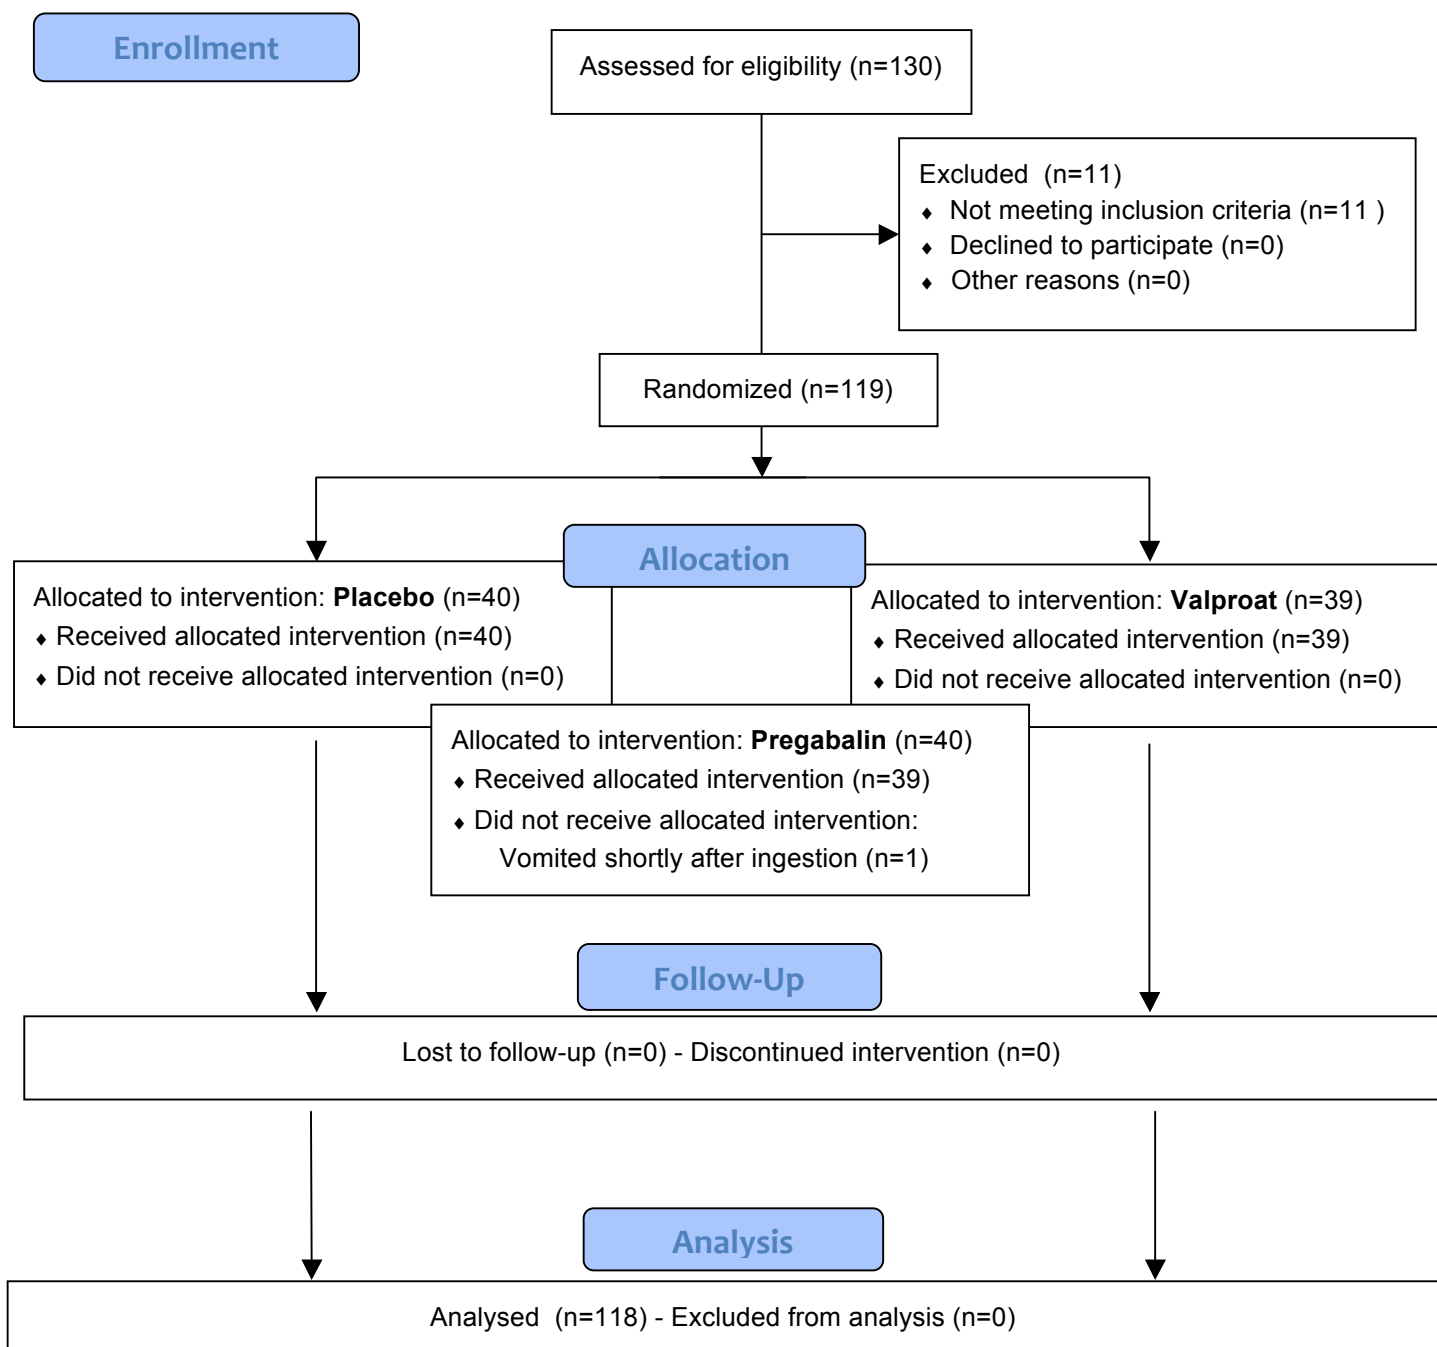 Enrollment
Assessed for eligibility (n=130)
Excluded  (n=11)
⬧ Not meeting inclusion criteria (n=11 )
⬧ Declined to participate (n=0)
⬧ Other reasons (n=0)
Randomized (n=119)
Allocation
Allocated to intervention: Placebo (n=40)
⬧ Received allocated intervention (n=40)
⬧ Did not receive allocated intervention (n=0)
Allocated to intervention: Valproat (n=39)
⬧ Received allocated intervention (n=39)
⬧ Did not receive allocated intervention (n=0)
Allocated to intervention: Pregabalin (n=40)
⬧ Received allocated intervention (n=39)
⬧ Did not receive allocated intervention:
Vomited shortly after ingestion (n=1)
Follow-Up
Lost to follow-up (n=0) - Discontinued intervention (n=0)
Analysis
Analysed  (n=118) - Excluded from analysis (n=0)